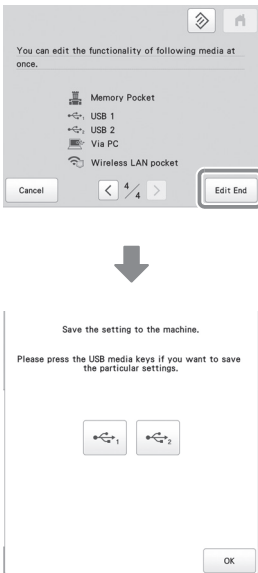 You can edit the functionality of following media at
once.
Memory Pocket
1 USB 1
2 USB 2
Via PC
Wireless LAN pocket
Cancel
< 4/4 >
Edit End
Save the setting to the machine.
Please press the USB media keys if you want to save
the particular settings.
1 2
OK